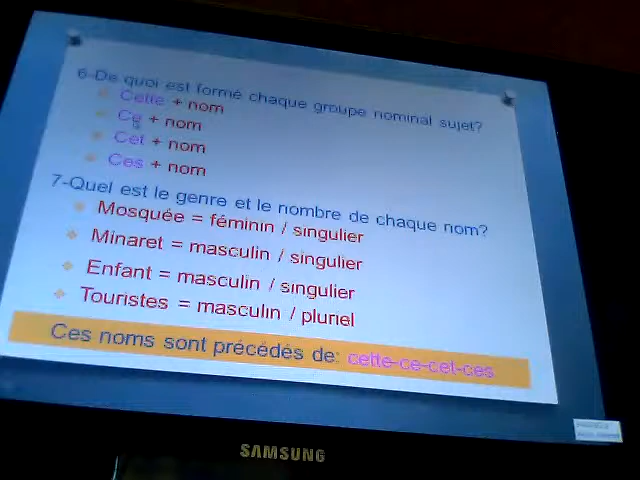 6-De quoi est formé chaque groupe nominal sujet?
Cette + nom
Ce + nom
Cet + nom
Ces + nom
7-Quel est le genre et le nombre de chaque nom?
Mosquée = féminin / singulier
Minaret = masculin / singulier
Enfant = masculin / singulier
Touristes = masculin / pluriel
Ces noms sont précédés de: cette-ce-cet-ces
SAMSUNG